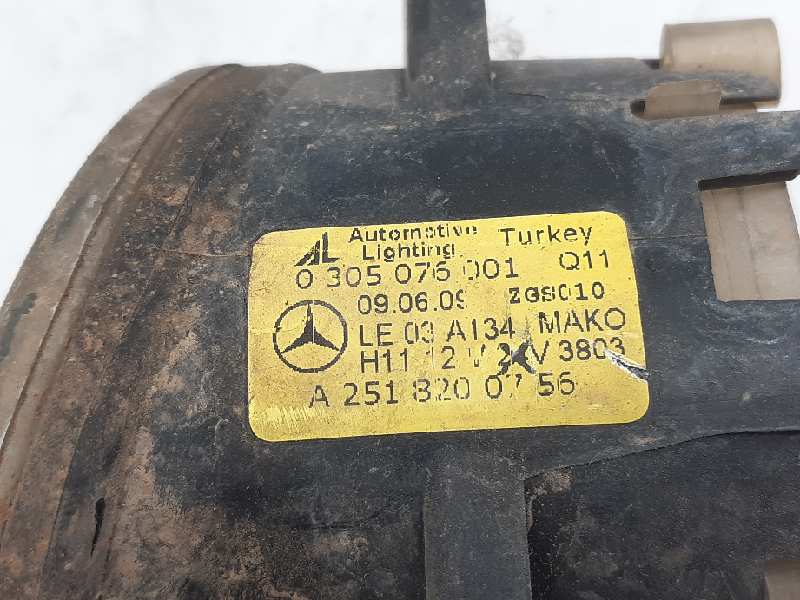 AL Automotive Lighting Turkey
0 305 076 001 Q11
09.06.09 ZGS010
LE 03 A134 MAKO
H11 12 V V 3803
A 251 820 07 56